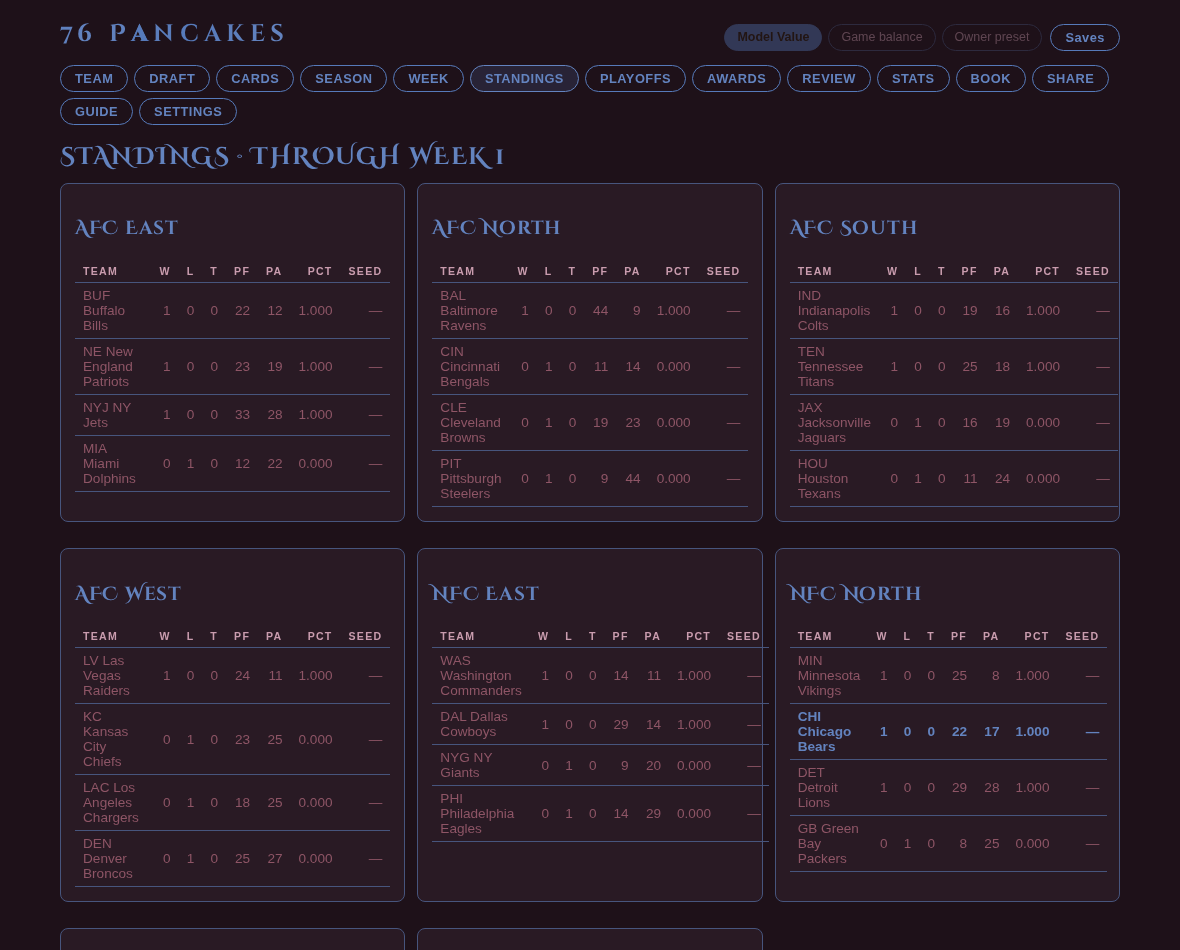 76 PANCAKES
Model Value Game balance Owner preset Saves
TEAM DRAFT CARDS SEASON WEEK STANDINGS PLAYOFFS AWARDS REVIEW STATS BOOK SHARE
GUIDE SETTINGS
STANDINGS · THROUGH WEEK 1
AFC EAST
TEAM W L T PF PA PCT SEED
BUF
Buffalo 1 0 0 22 12 1.000 —
Bills
NE New
England 1 0 0 23 19 1.000 —
Patriots
NYJ NY
Jets 1 0 0 33 28 1.000 —
MIA
Miami 0 1 0 12 22 0.000 —
Dolphins
AFC NORTH
TEAM W L T PF PA PCT SEED
BAL
Baltimore 1 0 0 44 9 1.000 —
Ravens
CIN
Cincinnati 0 1 0 11 14 0.000 —
Bengals
CLE
Cleveland 0 1 0 19 23 0.000 —
Browns
PIT
Pittsburgh 0 1 0 9 44 0.000 —
Steelers
AFC SOUTH
TEAM W L T PF PA PCT SEED
IND
Indianapolis 1 0 0 19 16 1.000 —
Colts
TEN
Tennessee 1 0 0 25 18 1.000 —
Titans
JAX
Jacksonville 0 1 0 16 19 0.000 —
Jaguars
HOU
Houston 0 1 0 11 24 0.000 —
Texans
AFC WEST
TEAM W L T PF PA PCT SEED
LV Las
Vegas 1 0 0 24 11 1.000 —
Raiders
KC
Kansas
City 0 1 0 23 25 0.000 —
Chiefs
LAC Los
Angeles 0 1 0 18 25 0.000 —
Chargers
DEN
Denver 0 1 0 25 27 0.000 —
Broncos
NFC EAST
TEAM W L T PF PA PCT SEED
WAS
Washington 1 0 0 14 11 1.000 —
Commanders
DAL Dallas
Cowboys 1 0 0 29 14 1.000 —
NYG NY
Giants 0 1 0 9 20 0.000 —
PHI
Philadelphia 0 1 0 14 29 0.000 —
Eagles
NFC NORTH
TEAM W L T PF PA PCT SEED
MIN
Minnesota 1 0 0 25 8 1.000 —
Vikings
CHI
Chicago 1 0 0 22 17 1.000 —
Bears
DET
Detroit 1 0 0 29 28 1.000 —
Lions
GB Green
Bay 0 1 0 8 25 0.000 —
Packers